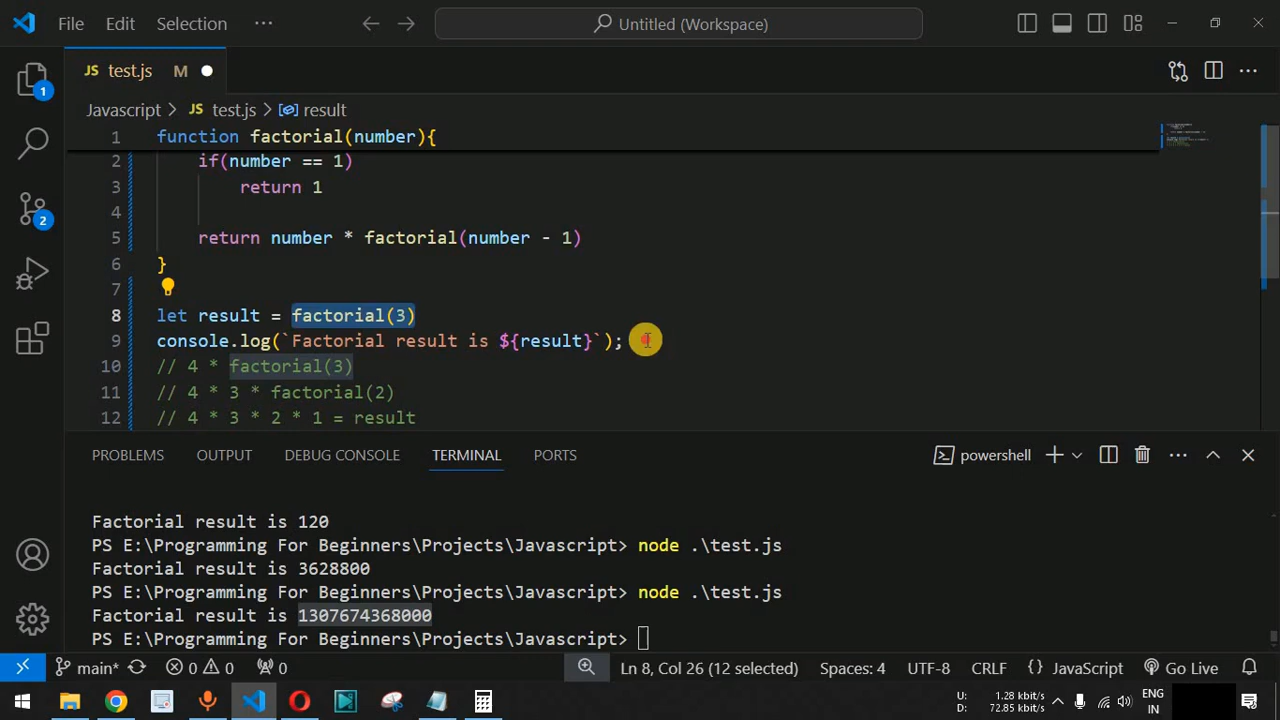 File Edit Selection ··· Untitled (Workspace)
JS test.js M
Javascript > JS test.js > result
1 function factorial(number){
2 if(number == 1)
3 return 1
4
5 return number * factorial(number - 1)
6 }
7
8 let result = factorial(3)
9 console.log(`Factorial result is ${result}`);
10 // 4 * factorial(3)
11 // 4 * 3 * factorial(2)
12 // 4 * 3 * 2 * 1 = result
1
2
PROBLEMS OUTPUT DEBUG CONSOLE TERMINAL PORTS powershell
Factorial result is 120
PS E:\Programming For Beginners\Projects\Javascript> node .\test.js
Factorial result is 3628800
PS E:\Programming For Beginners\Projects\Javascript> node .\test.js
Factorial result is 1307674368000
PS E:\Programming For Beginners\Projects\Javascript>
main* 0 0 0 Ln 8, Col 26 (12 selected) Spaces: 4 UTF-8 CRLF {} JavaScript Go Live
U: 1.28 kbit/s
D: 72.85 kbit/s
ENG
IN